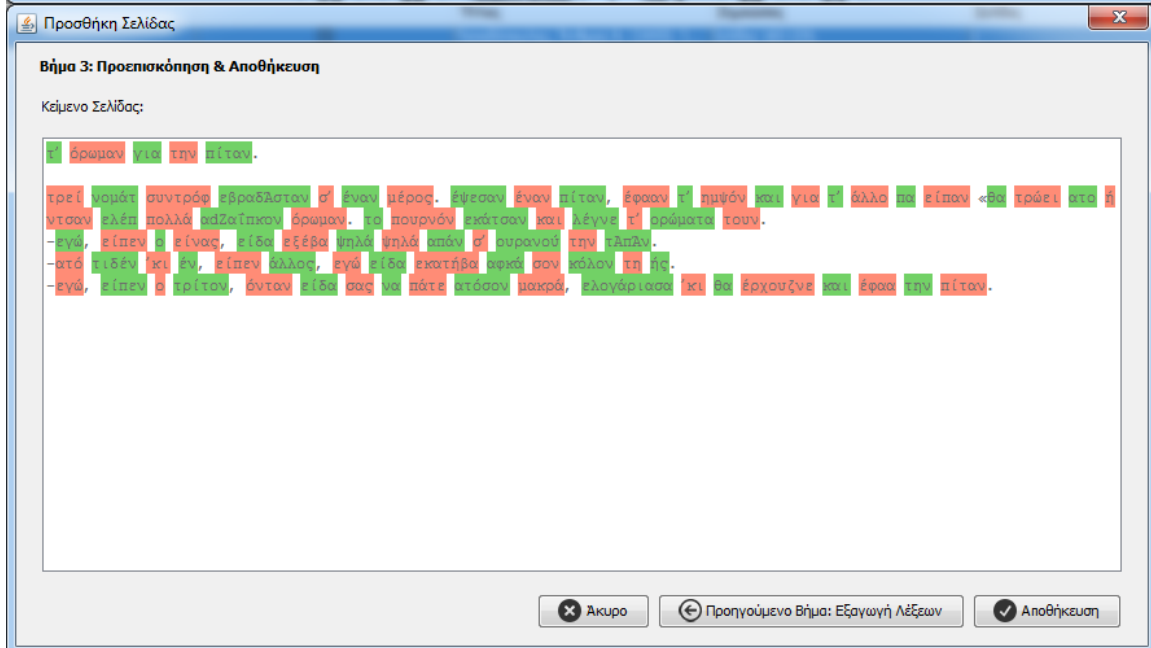 Προσθήκη Σελίδας
Βήμα 3: Προεπισκόπηση & Αποθήκευση
Κείμενο Σελίδας:
τ’ όρωμαν για την πίταν.
τρεί νομάτ συντρόφ εβραδΆσταν σ’ έναν μέρος. έψεσαν έναν πίταν, έφααν τ’ ημψόν και για τ’ άλλο πα είπαν «θα τρώει ατο ή
ντσαν ελέπ πολλά αdZαΐπκον όρωμαν. το πουρνόν εκάτσαν και λέγνε τ’ ορώματα τουν.
-εγώ, είπεν ο είνας, είδα εξέβα ψηλά ψηλά απάν σ’ ουρανού την τΆπΆν.
-ατό τιδέν ’κι έν, είπεν άλλος, εγώ είδα εκατήβα αφκά σον κόλον τη ής.
-εγώ, είπεν ο τρίτον, όνταν είδα σας να πάτε ατόσον μακρά, ελογάριασα ’κι θα έρχουζνε και έφαα την πίταν.
Άκυρο
Προηγούμενο Βήμα: Εξαγωγή Λέξεων
Αποθήκευση